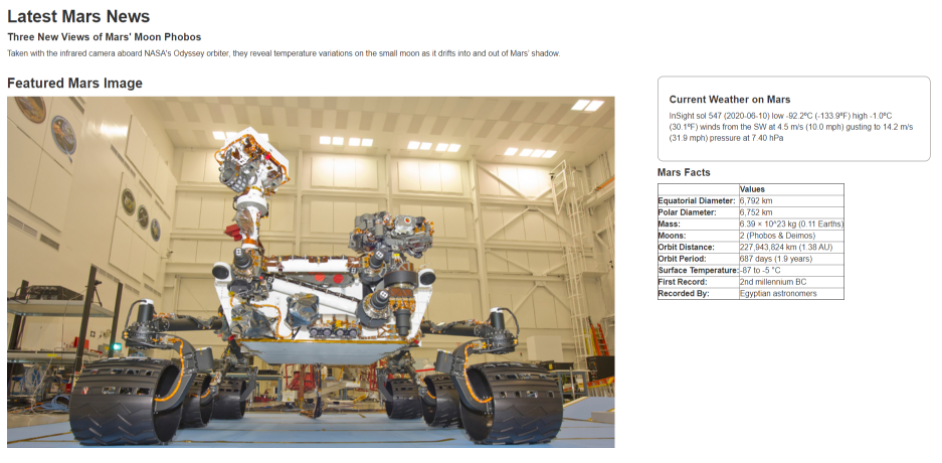 Latest Mars News
Three New Views of Mars' Moon Phobos
Taken with the infrared camera aboard NASA's Odyssey orbiter, they reveal temperature variations on the small moon as it drifts into and out of Mars' shadow.
Featured Mars Image
Current Weather on Mars
InSight sol 547 (2020-06-10) low -92.2ºC (-133.9ºF) high -1.0ºC
(30.1ºF) winds from the SW at 4.5 m/s (10.0 mph) gusting to 14.2 m/s
(31.9 mph) pressure at 7.40 hPa
Mars Facts
Values
Equatorial Diameter: 6,792 km
Polar Diameter: 6,752 km
Mass: 6.39 × 10^23 kg (0.11 Earths)
Moons: 2 (Phobos & Deimos)
Orbit Distance: 227,943,824 km (1.38 AU)
Orbit Period: 687 days (1.9 years)
Surface Temperature: -87 to -5 °C
First Record: 2nd millennium BC
Recorded By: Egyptian astronomers